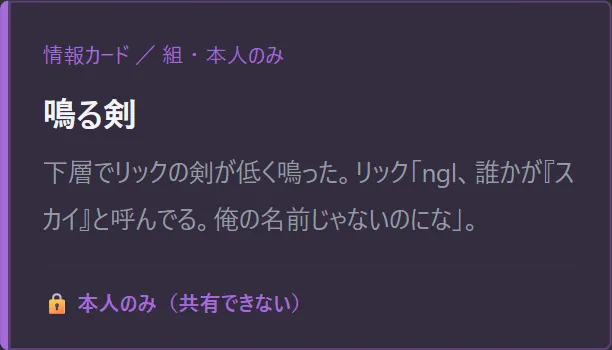 情報カード ／ 組 · 本人のみ
鳴る剣
下層でリックの剣が低く鳴った。リック「ngl、誰かが『ス
カイ』と呼んでる。俺の名前じゃないのにな」。
🔒 本人のみ（共有できない）